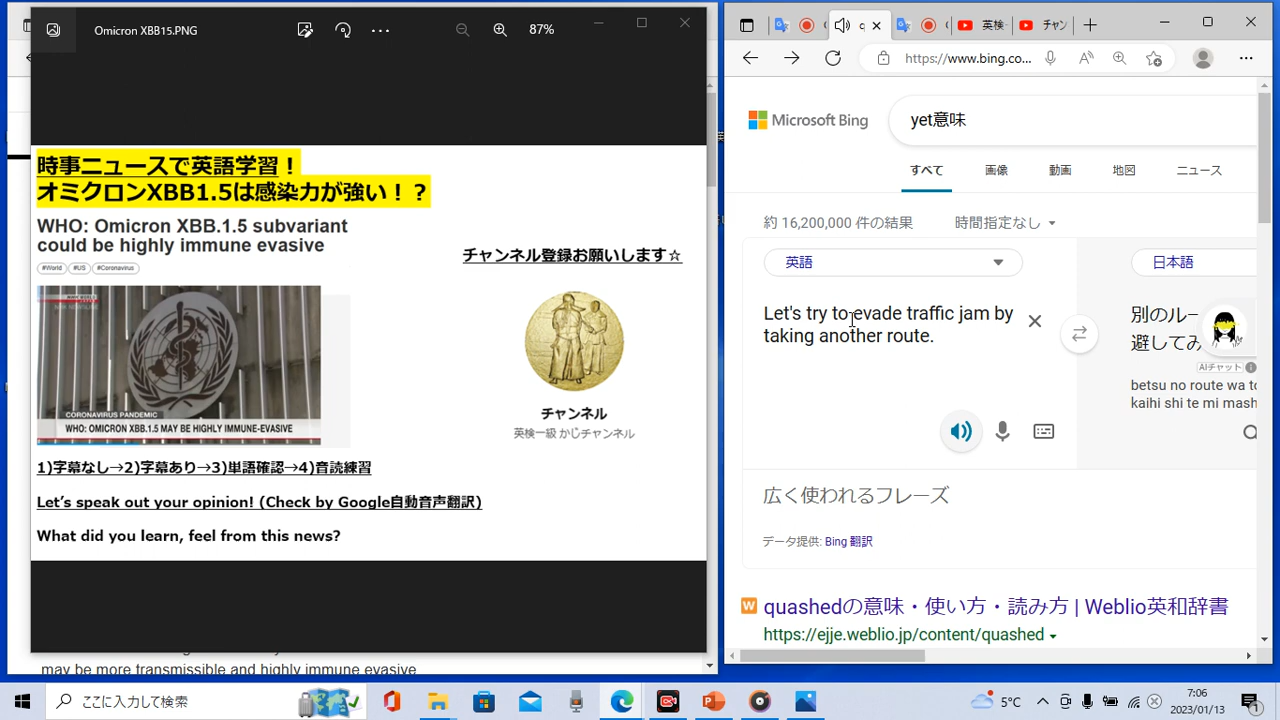 Omicron XBB15.PNG
87%
時事ニュースで英語学習！
オミクロンXBB1.5は感染力が強い！？
WHO: Omicron XBB.1.5 subvariant
could be highly immune evasive
#World #US #Coronavirus
チャンネル登録お願いします☆
CORONAVIRUS PANDEMIC
WHO: OMICRON XBB.1.5 MAY BE HIGHLY IMMUNE-EVASIVE
チャンネル
英検一級 かじチャンネル
1)字幕なし→2)字幕あり→3)単語確認→4)音読練習
Let's speak out your opinion! (Check by Google自動音声翻訳)
What did you learn, feel from this news?
may be more transmissible and highly immune evasive
英検
チャン
https://www.bing.co...
Microsoft Bing
yet意味
すべて 画像 動画 地図 ニュース
約 16,200,000 件の結果 時間指定なし
英語
日本語
Let's try to evade traffic jam by
taking another route.
別のルー
避してみ
AIチャット
betsu no route wa to
kaihi shi te mi mash
広く使われるフレーズ
データ提供: Bing 翻訳
quashedの意味・使い方・読み方 | Weblio英和辞書
https://ejje.weblio.jp/content/quashed
ここに入力して検索
5°C
7:06
2023/01/13